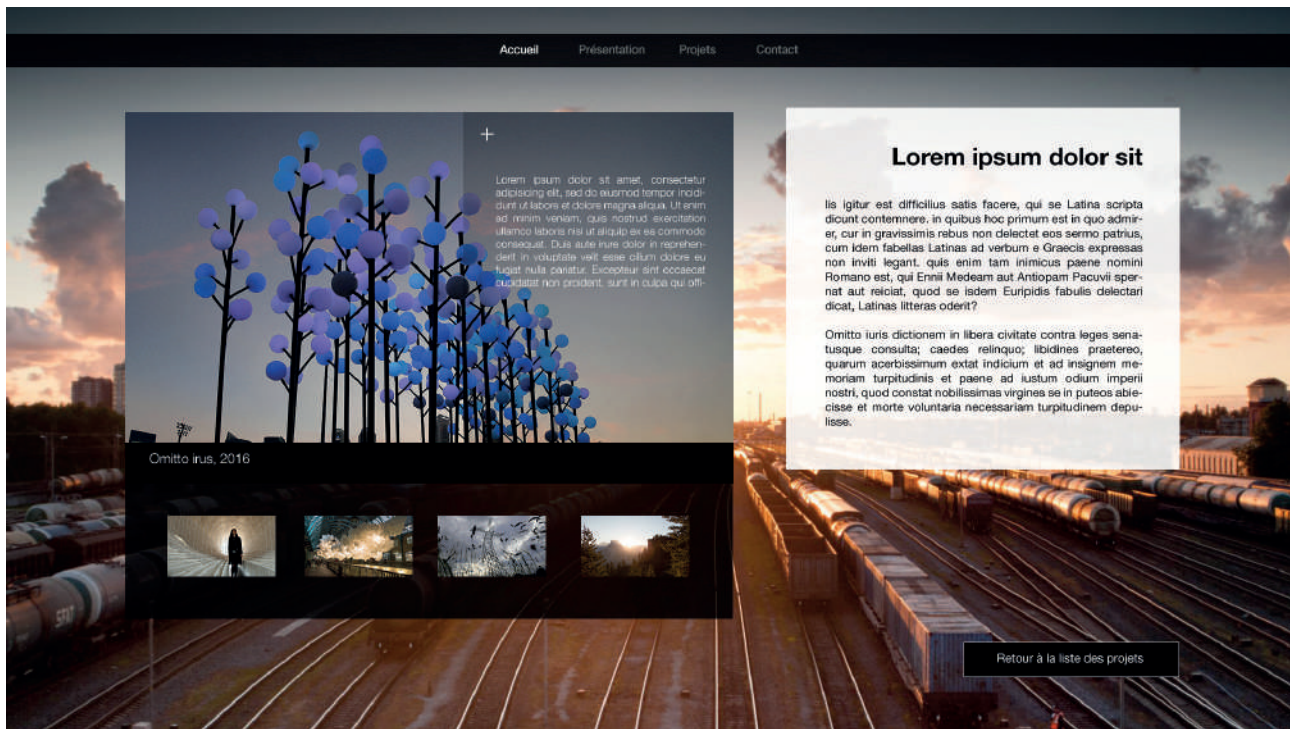 Accueil Présentation Projets Contact
Lorem ipsum dolor sit amet, consectetur
adipisicing elit, sed do eiusmod tempor incidi-
dunt ut labore et dolore magna aliqua. Ut enim
ad minim veniam, quis nostrud exercitation
ullamco laboris nisi ut aliquip ex ea commodo
consequat. Duis aute irure dolor in reprehen-
derit in voluptate velit esse cillum dolore eu
fugiat nulla pariatur. Excepteur sint occaecat
cupidatat non proident, sunt in culpa qui offi-
Omitto irus, 2016
Lorem ipsum dolor sit
Iis igitur est difficilius satis facere, qui se Latina scripta
dicunt contemnere. in quibus hoc primum est in quo admir-
er, cur in gravissimis rebus non delectet eos sermo patrius,
cum idem fabellas Latinas ad verbum e Graecis expressas
non inviti legant. quis enim tam inimicus paene nomini
Romano est, qui Ennii Medeam aut Antiopam Pacuvii sper-
nat aut reiciat, quod se isdem Euripidis fabulis delectari
dicat, Latinas litteras oderit?
Omitto iuris dictionem in libera civitate contra leges sena-
tusque consulta; caedes relinquo; libidines praetereo,
quarum acerbissimum extat indicium et ad insignem me-
moriam turpitudinis et paene ad iustum odium imperii
nostri, quod constat nobilissimas virgines se in puteos abie-
cisse et morte voluntaria necessariam turpitudinem depu-
lisse.
Retour à la liste des projets